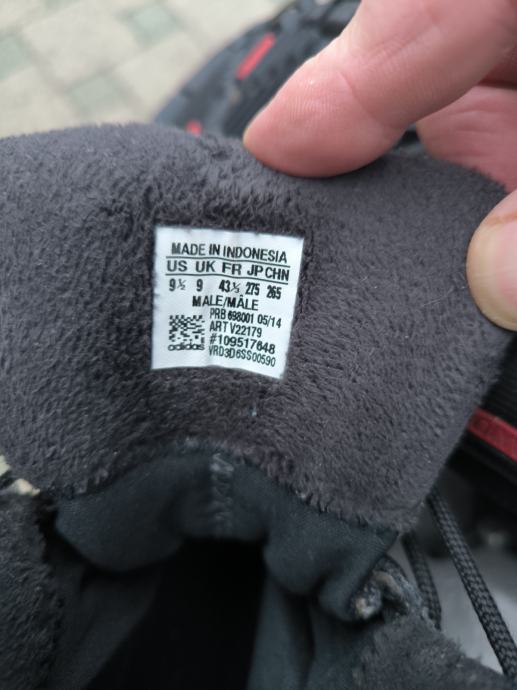 MADE IN INDONESIA
US UK FR JP CHN
9½ 9 43⅓ 275 265
MALE/MÂLE
PRB 698001 05/14
ART V22179
#109517648
adidas VRD3D6SS00590